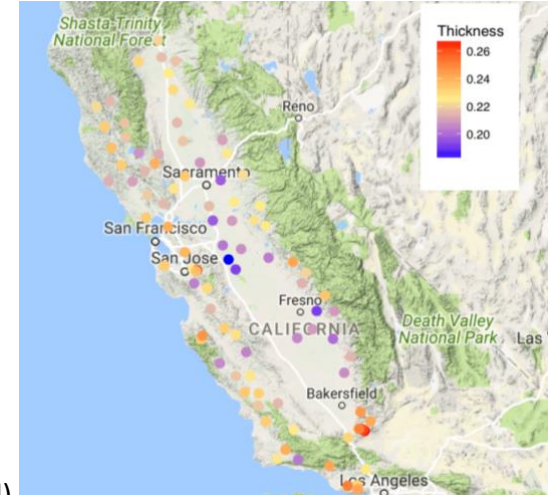 Shasta-Trinity
National Forest
Thickness
0.26
0.24
0.22
0.20
Reno
Sacramento
San Francisco
San Jose
Fresno
CALIFORNIA
Death Valley
National Park
Las
Bakersfield
Los Angeles